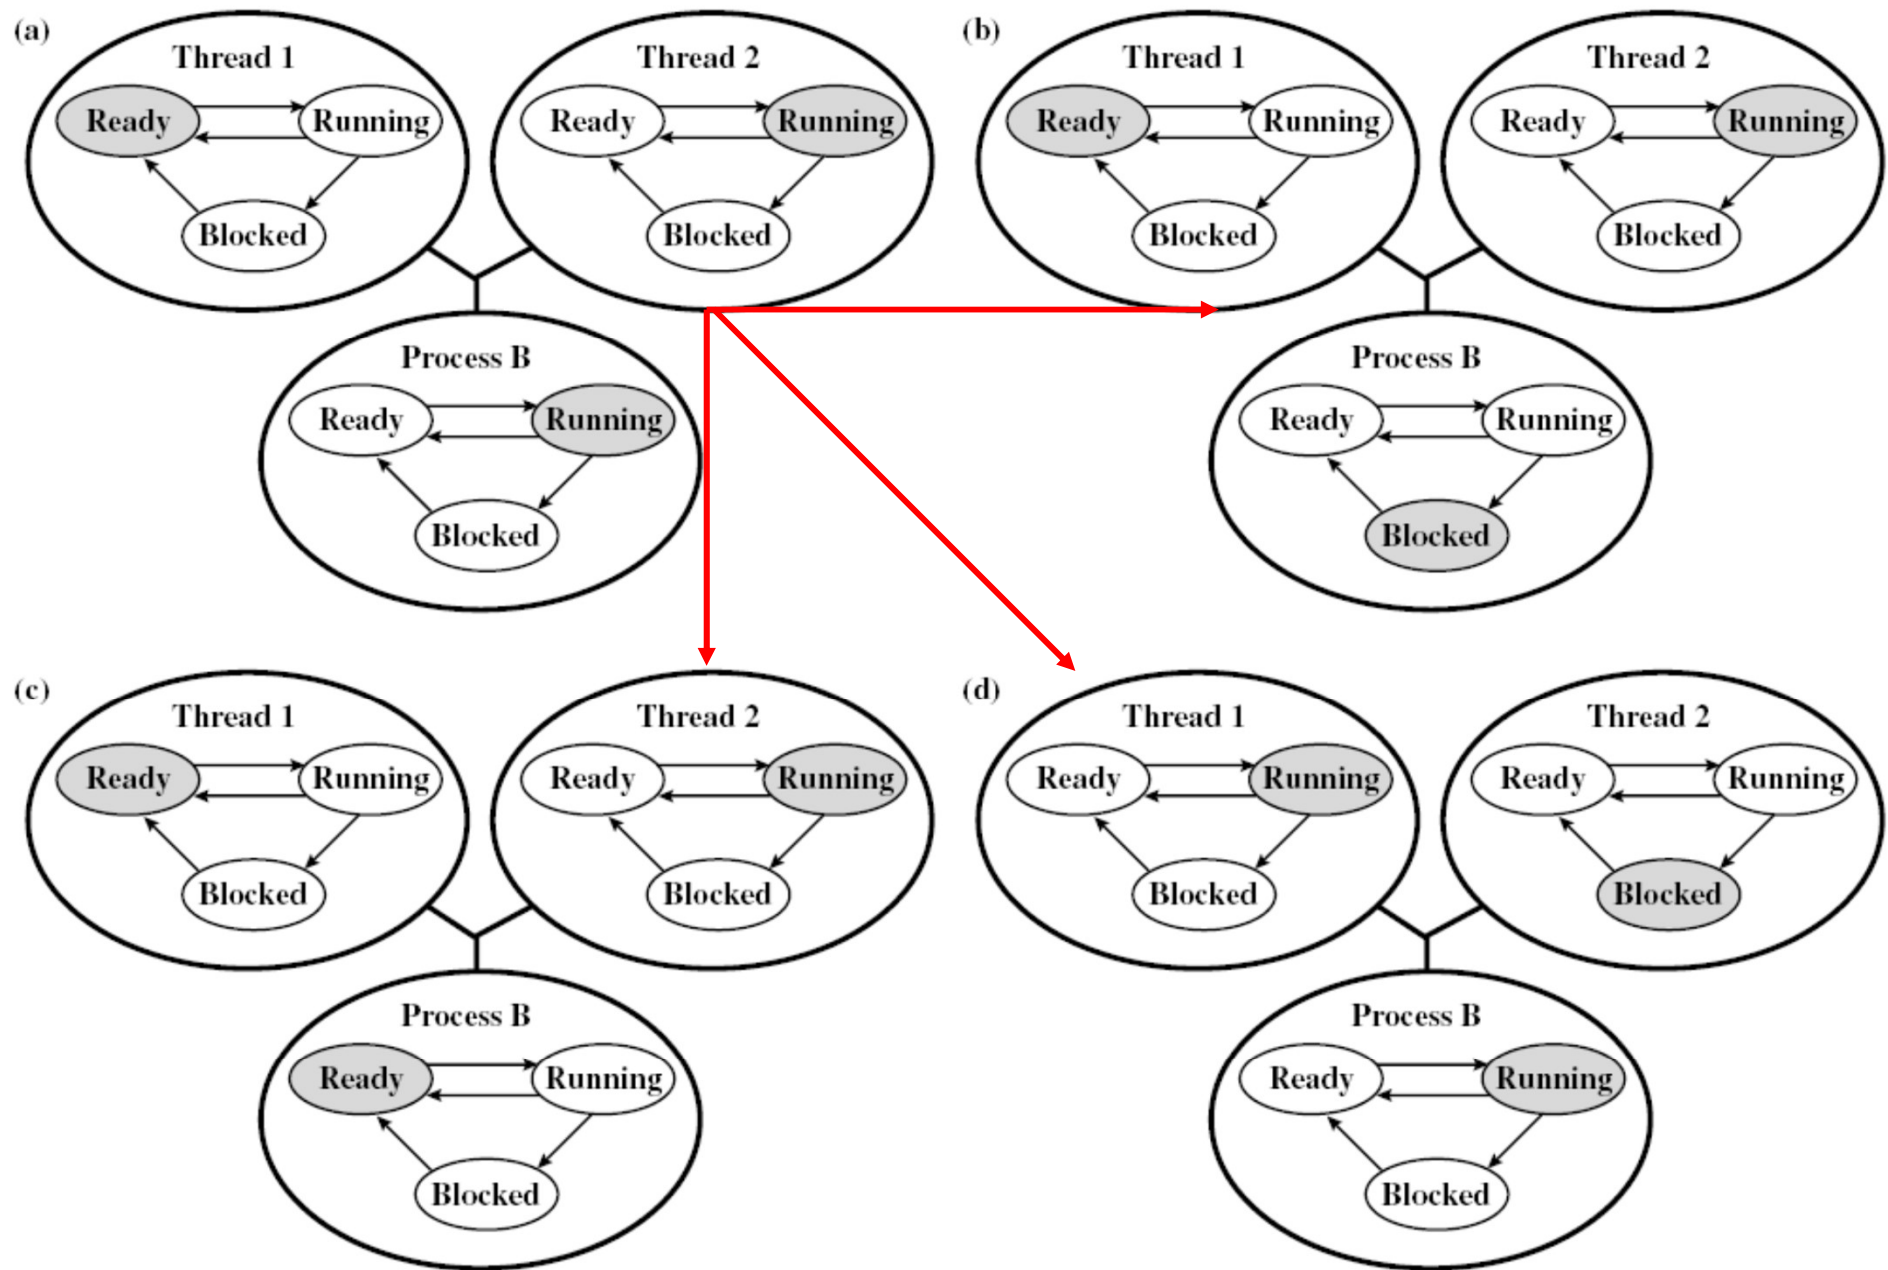 (a)
Thread 1
Ready Running
Blocked
Thread 2
Ready Running
Blocked
Process B
Ready Running
Blocked
(b)
Thread 1
Ready Running
Blocked
Thread 2
Ready Running
Blocked
Process B
Ready Running
Blocked
(c)
Thread 1
Ready Running
Blocked
Thread 2
Ready Running
Blocked
Process B
Ready Running
Blocked
(d)
Thread 1
Ready Running
Blocked
Thread 2
Ready Running
Blocked
Process B
Ready Running
Blocked